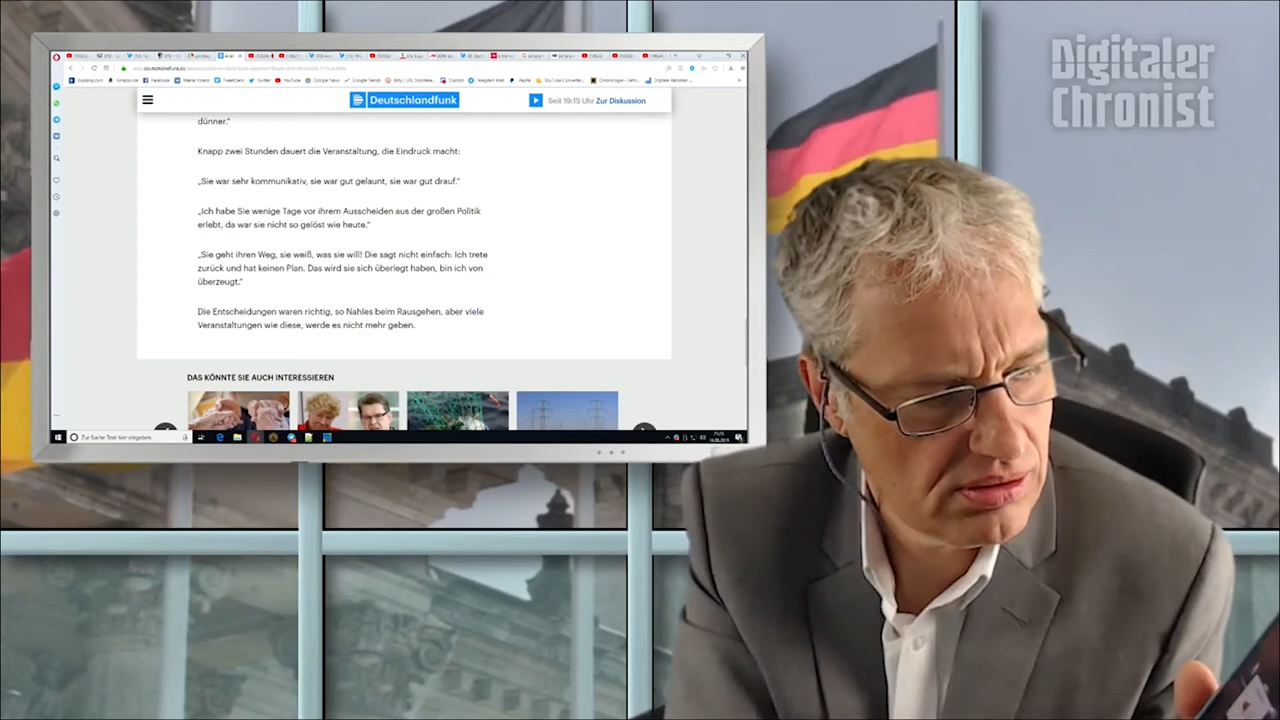 Digitaler
Chronist
Deutschlandfunk
Seit 19:15 Uhr Zur Diskussion
dünner."
Knapp zwei Stunden dauert die Veranstaltung, die Eindruck macht:
„Sie war sehr kommunikativ, sie war gut gelaunt, sie war gut drauf."
„Ich habe Sie wenige Tage vor ihrem Ausscheiden aus der großen Politik
erlebt, da war sie nicht so gelöst wie heute."
„Sie geht ihren Weg, sie weiß, was sie will! Die sagt nicht einfach: Ich trete
zurück und hat keinen Plan. Das wird sie sich überlegt haben, bin ich von
überzeugt."
Die Entscheidungen waren richtig, so Nahles beim Rausgehen, aber viele
Veranstaltungen wie diese, werde es nicht mehr geben.
DAS KÖNNTE SIE AUCH INTERESSIEREN
Zur Suche Text hier eingeben